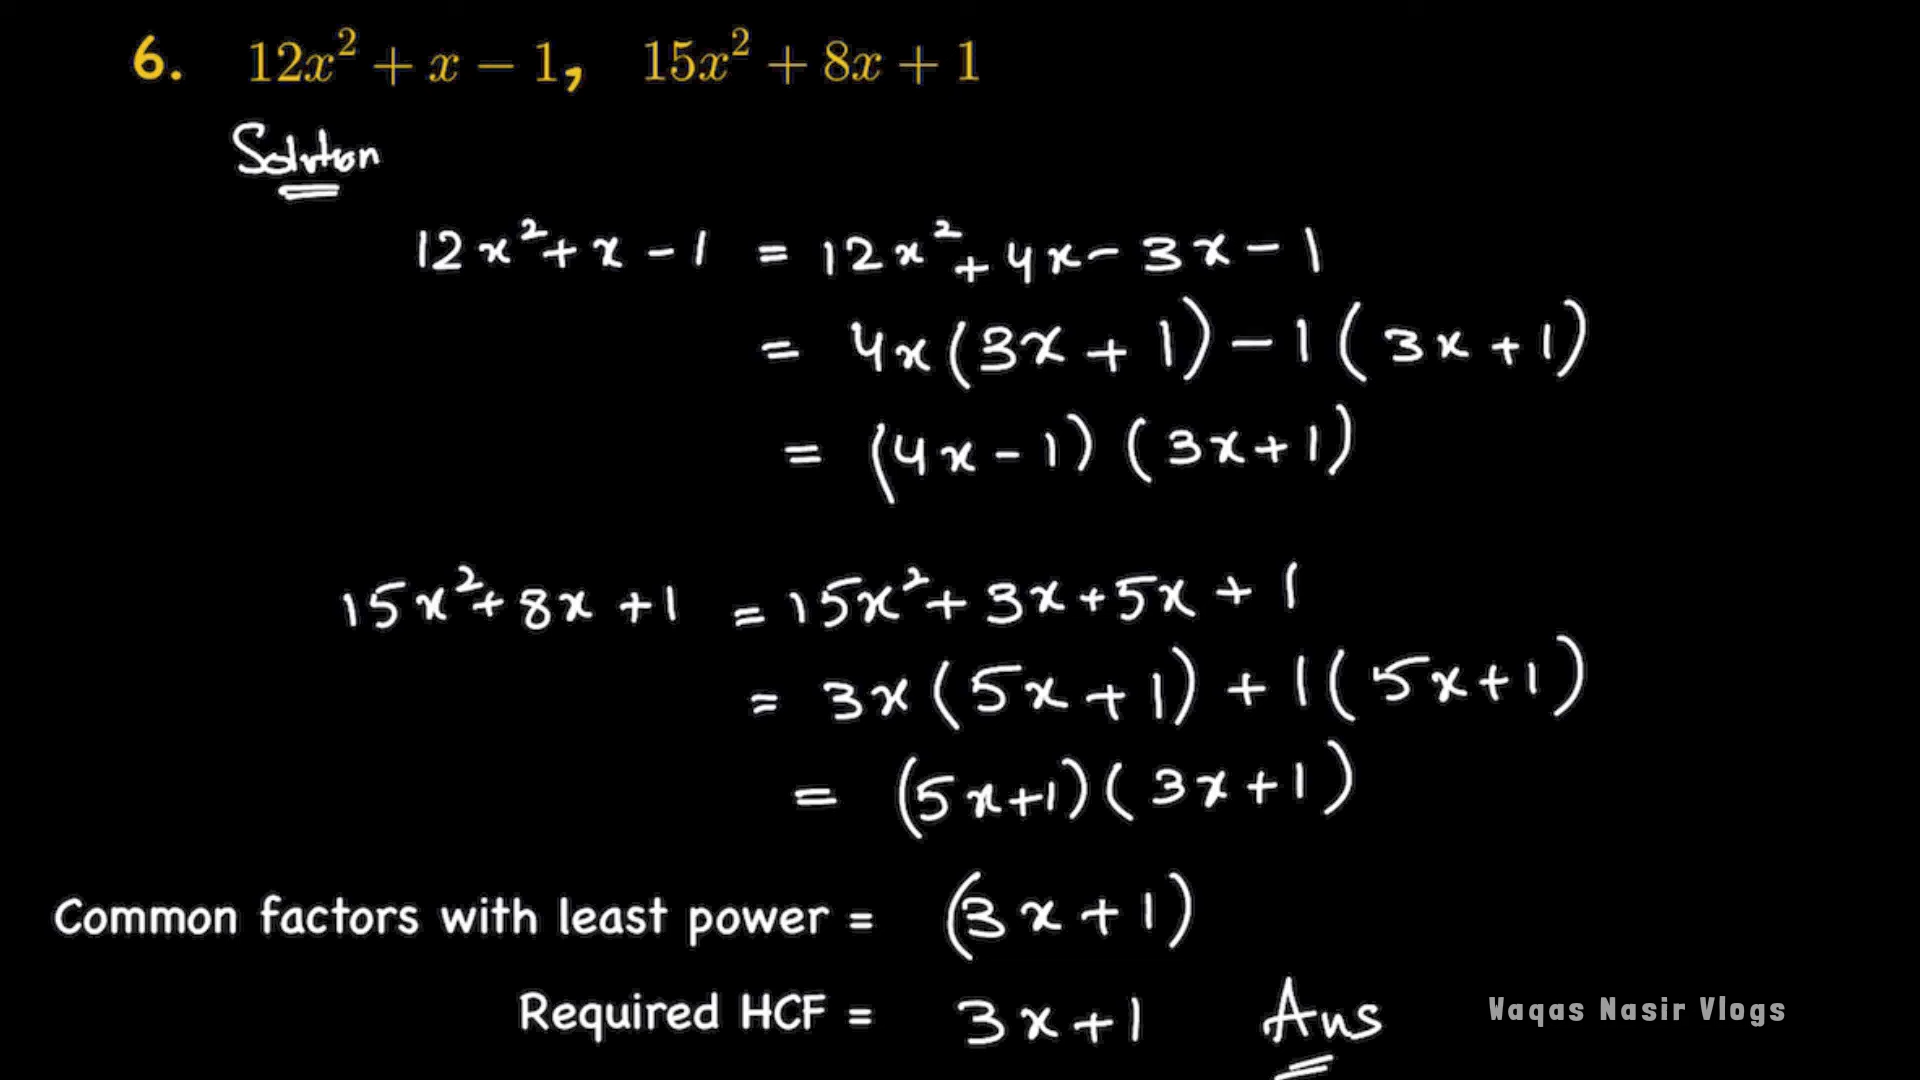 6. 12x² + x − 1, 15x² + 8x + 1
Solution
12x² + x − 1 = 12x² + 4x − 3x − 1
= 4x(3x + 1) − 1(3x + 1)
= (4x − 1)(3x + 1)
15x² + 8x + 1 = 15x² + 3x + 5x + 1
= 3x(5x + 1) + 1(5x + 1)
= (5x + 1)(3x + 1)
Common factors with least power = (3x + 1)
Required HCF = 3x + 1 Ans
Waqas Nasir Vlogs